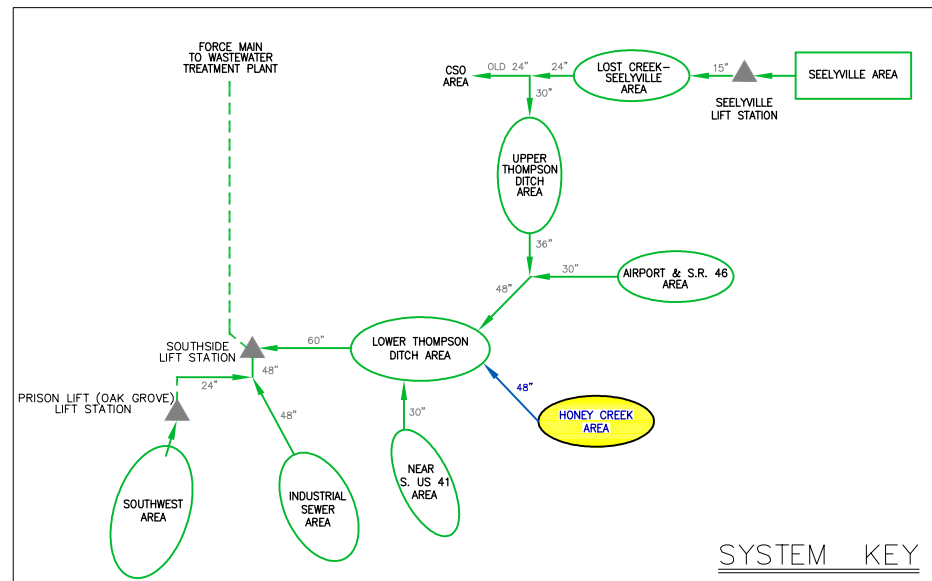 FORCE MAIN
TO WASTEWATER
TREATMENT PLANT
CSO
AREA
OLD 24"
24"
LOST CREEK–
SEELYVILLE
AREA
15"
SEELYVILLE AREA
SEELYVILLE
LIFT STATION
30"
UPPER
THOMPSON
DITCH
AREA
36"
30"
AIRPORT & S.R. 46
AREA
48"
SOUTHSIDE
LIFT STATION
60"
LOWER THOMPSON
DITCH AREA
48"
24"
PRISON LIFT (OAK GROVE)
LIFT STATION
48"
30"
48"
HONEY CREEK
AREA
SOUTHWEST
AREA
INDUSTRIAL
SEWER
AREA
NEAR
S. US 41
AREA
SYSTEM KEY